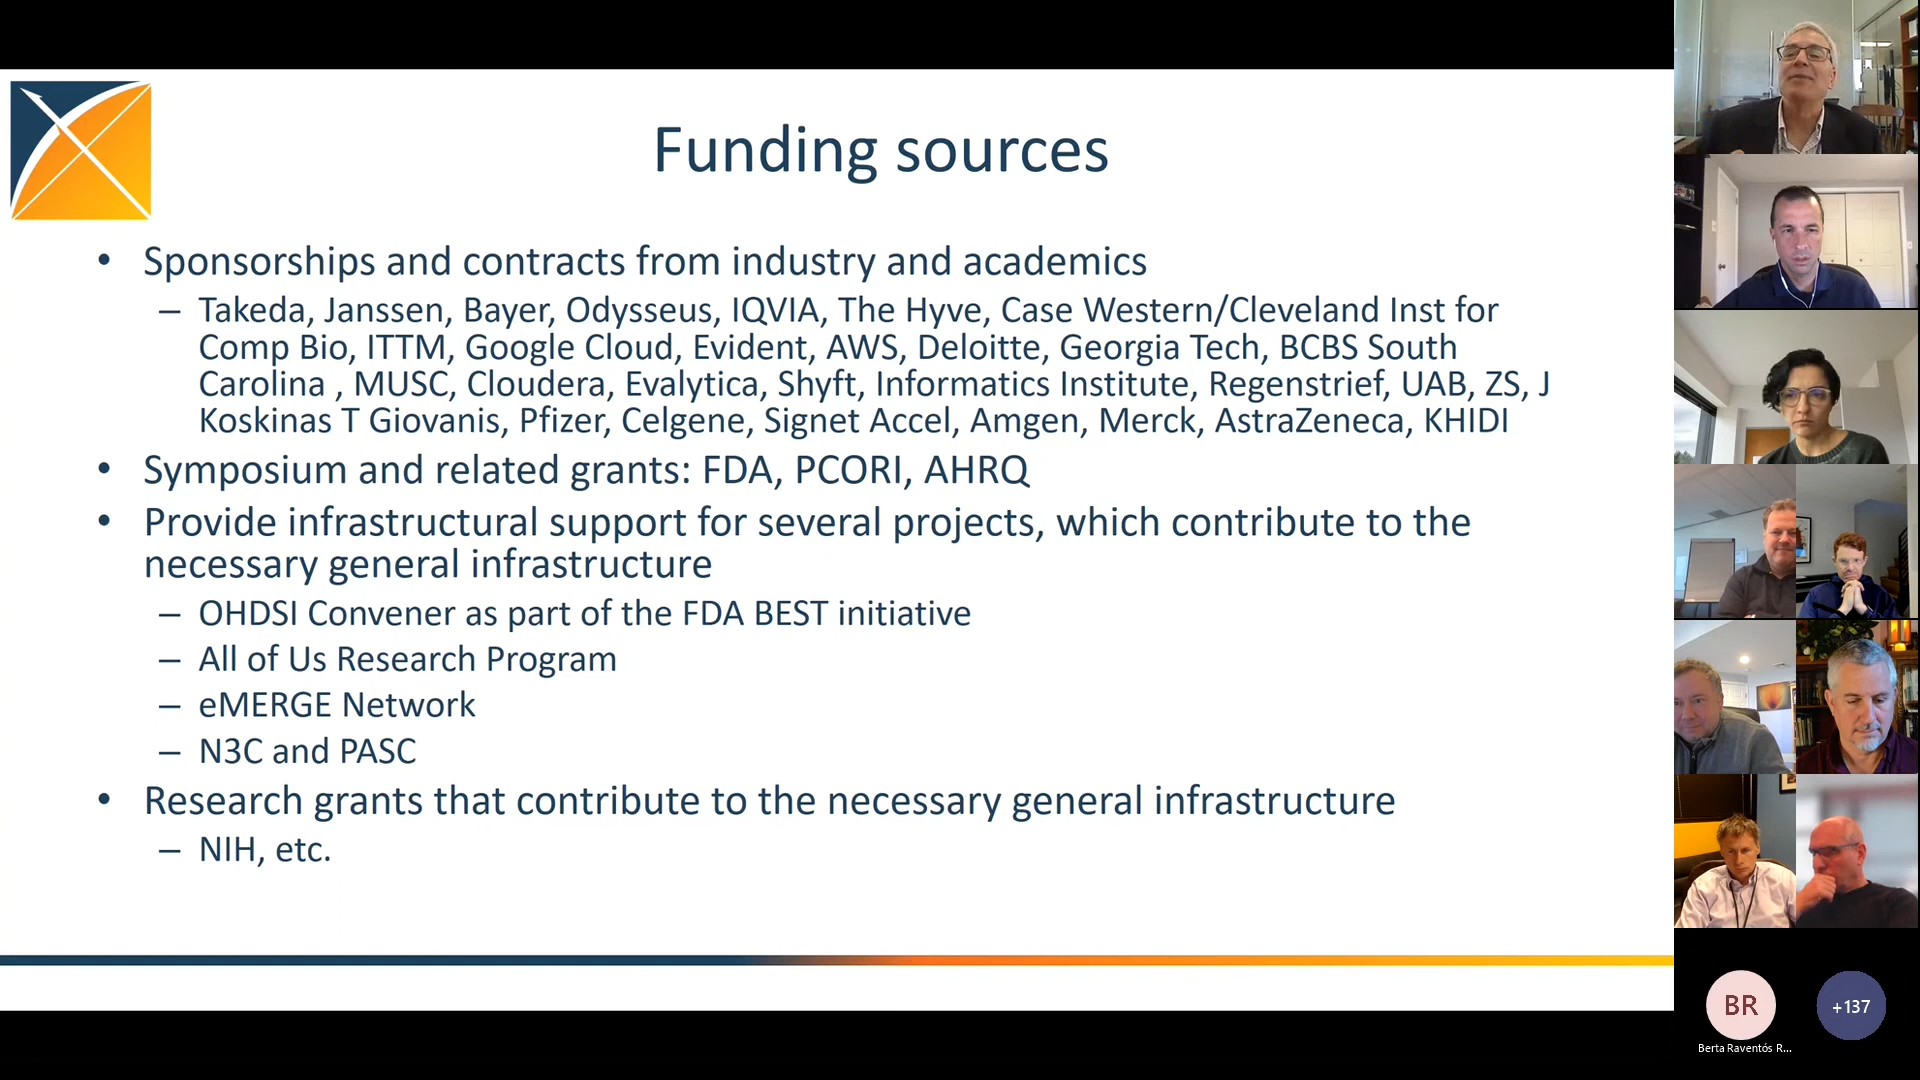 Funding sources
• Sponsorships and contracts from industry and academics
– Takeda, Janssen, Bayer, Odysseus, IQVIA, The Hyve, Case Western/Cleveland Inst for
Comp Bio, ITTM, Google Cloud, Evident, AWS, Deloitte, Georgia Tech, BCBS South
Carolina , MUSC, Cloudera, Evalytica, Shyft, Informatics Institute, Regenstrief, UAB, ZS, J
Koskinas T Giovanis, Pfizer, Celgene, Signet Accel, Amgen, Merck, AstraZeneca, KHIDI
• Symposium and related grants: FDA, PCORI, AHRQ
• Provide infrastructural support for several projects, which contribute to the
necessary general infrastructure
– OHDSI Convener as part of the FDA BEST initiative
– All of Us Research Program
– eMERGE Network
– N3C and PASC
• Research grants that contribute to the necessary general infrastructure
– NIH, etc.
BR
+137
Berta Raventós R...